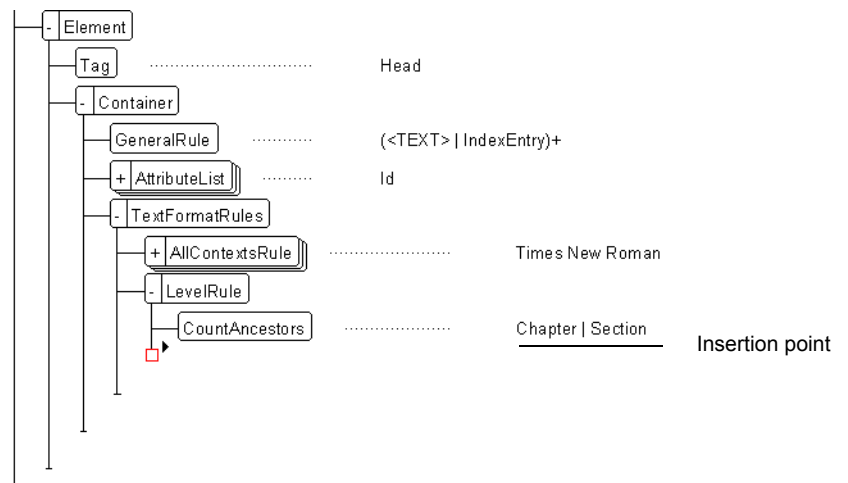 - Element
Tag ............................ Head
- Container
GeneralRule ........... (<TEXT> | IndexEntry)+
+ AttributeList ......... Id
- TextFormatRules
+ AllContextsRule ..................... Times New Roman
- LevelRule
CountAncestors .................. Chapter | Section
Insertion point